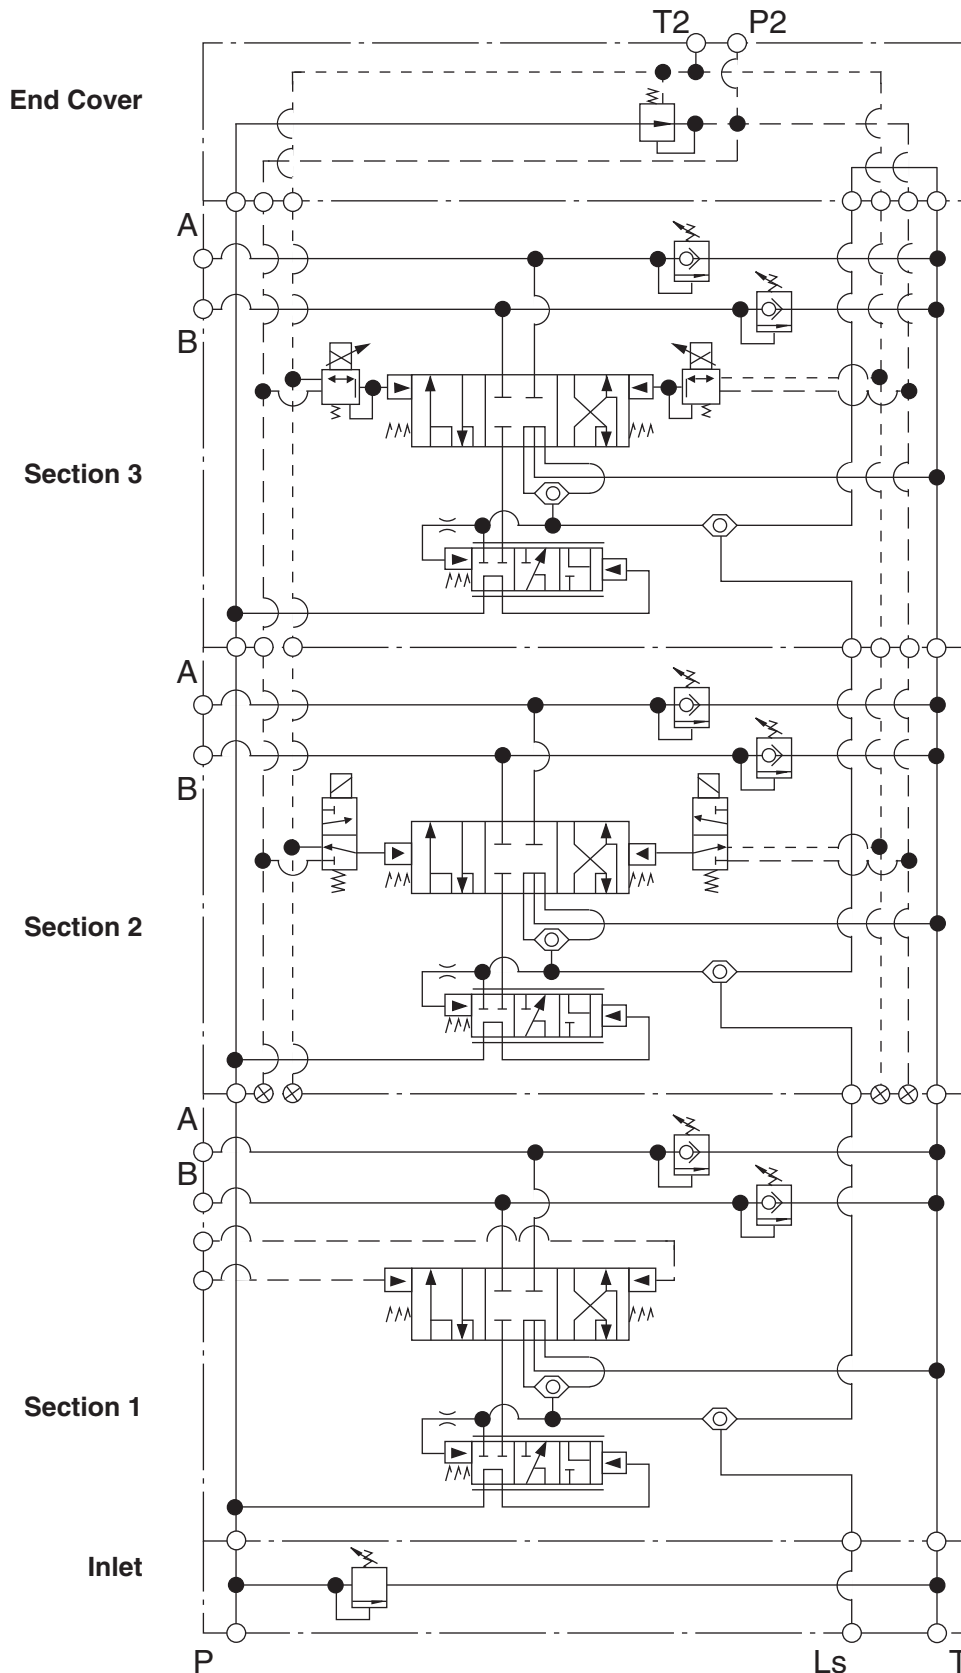 T2 P2
End Cover
A
B
Section 3
A
B
Section 2
A
B
Section 1
Inlet
P Ls T